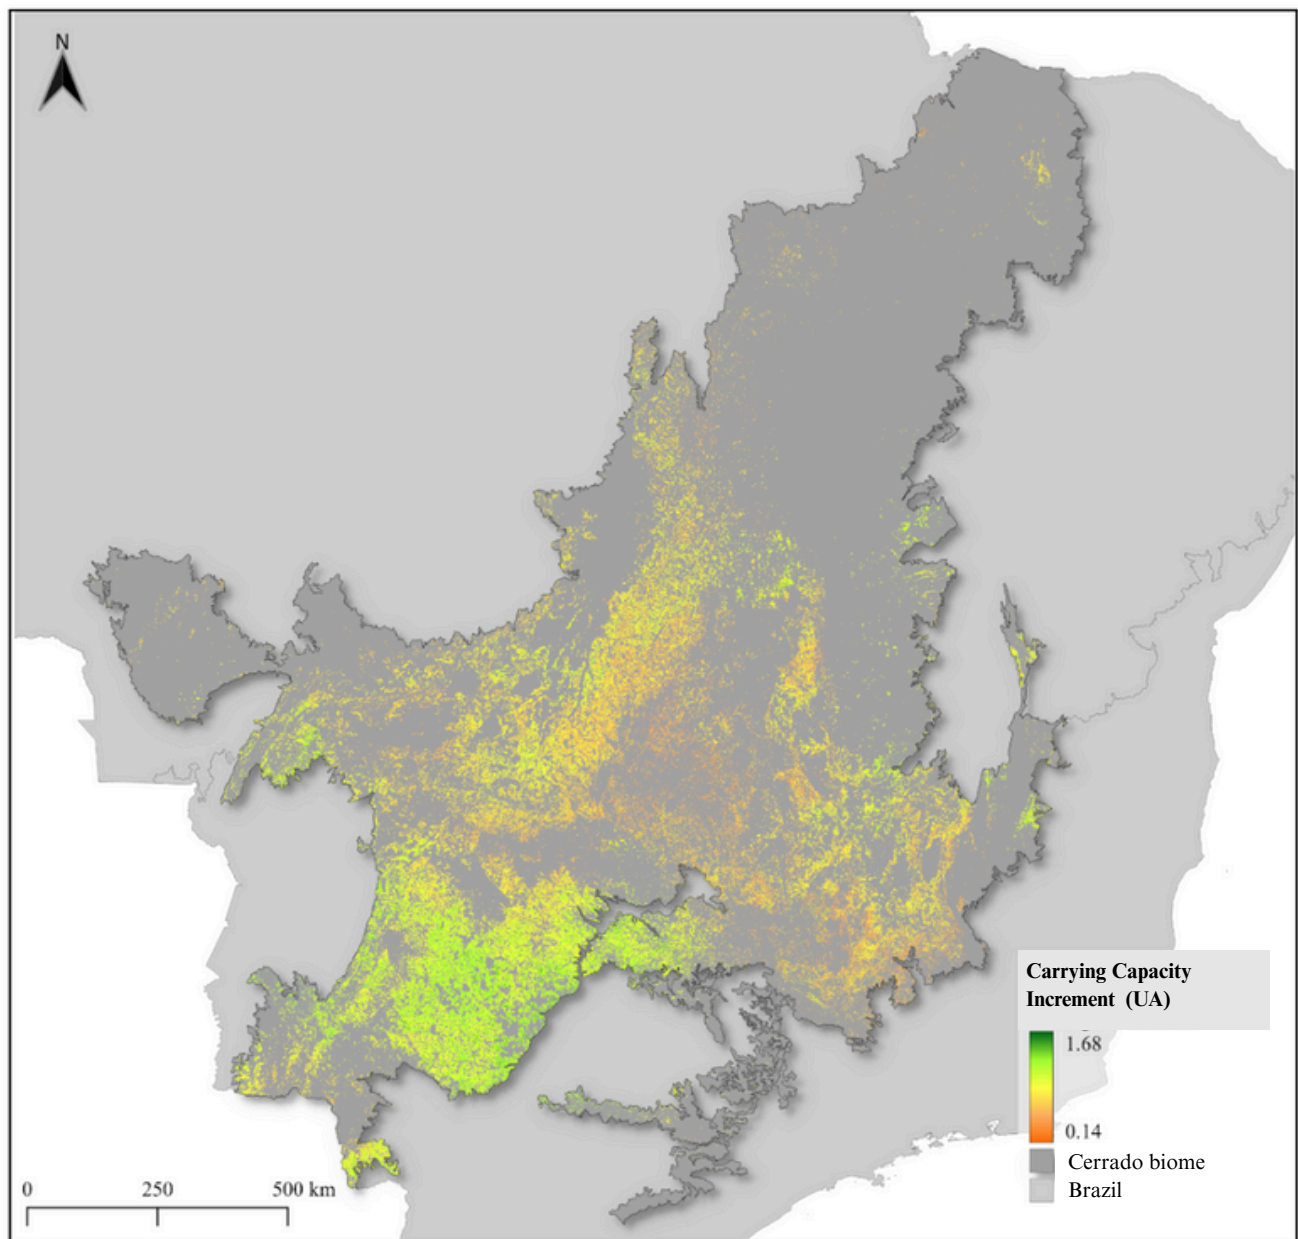 N
Carrying Capacity
Increment (UA)
1.68
0.14
Cerrado biome
Brazil
0 250 500 km